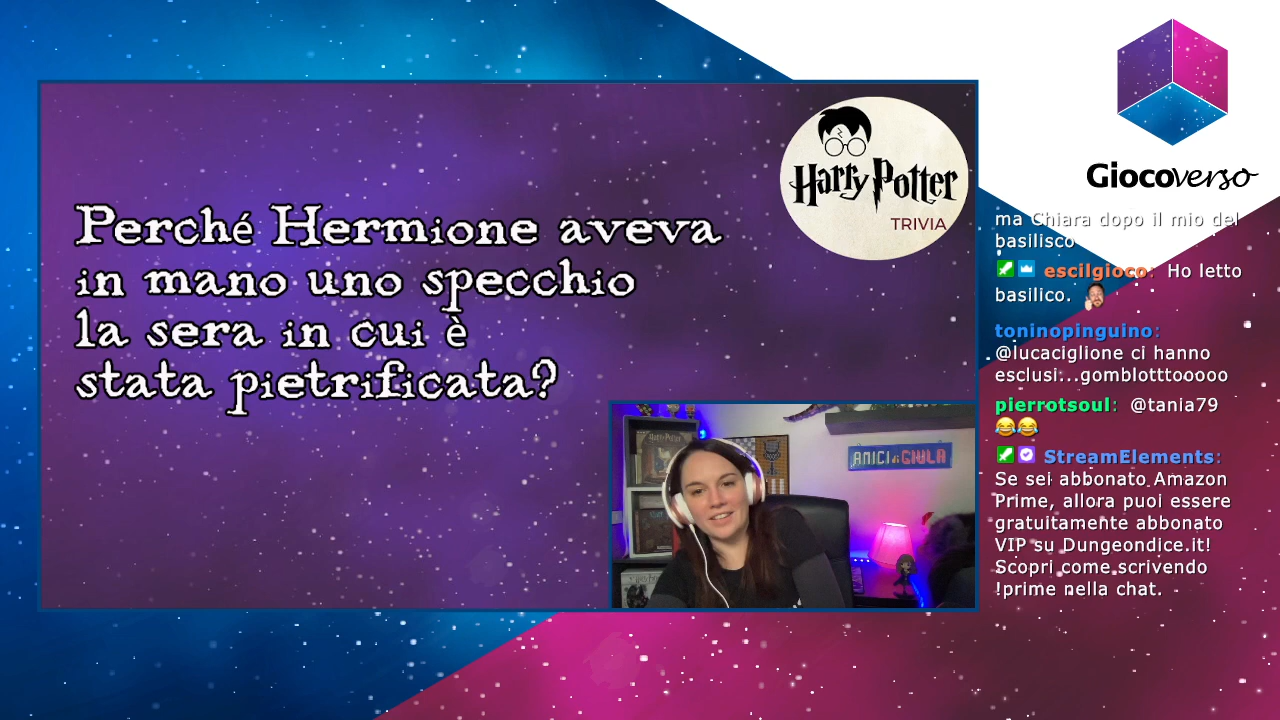 Perché Hermione aveva
in mano uno specchio
la sera in cui è
stata pietrificata?
Harry Potter
TRIVIA
AMICI di GIULA
Giocoverso
ma Chiara dopo il mio del
basilisco
escilgioco: Ho letto
basilico.
toninopinguino:
@lucaciglione ci hanno
esclusi...gomblotttooooo
pierrotsoul: @tania79
😂😂
StreamElements:
Se sei abbonato Amazon
Prime, allora puoi essere
gratuitamente abbonato
VIP su Dungeondice.it!
Scopri come scrivendo
!prime nella chat.